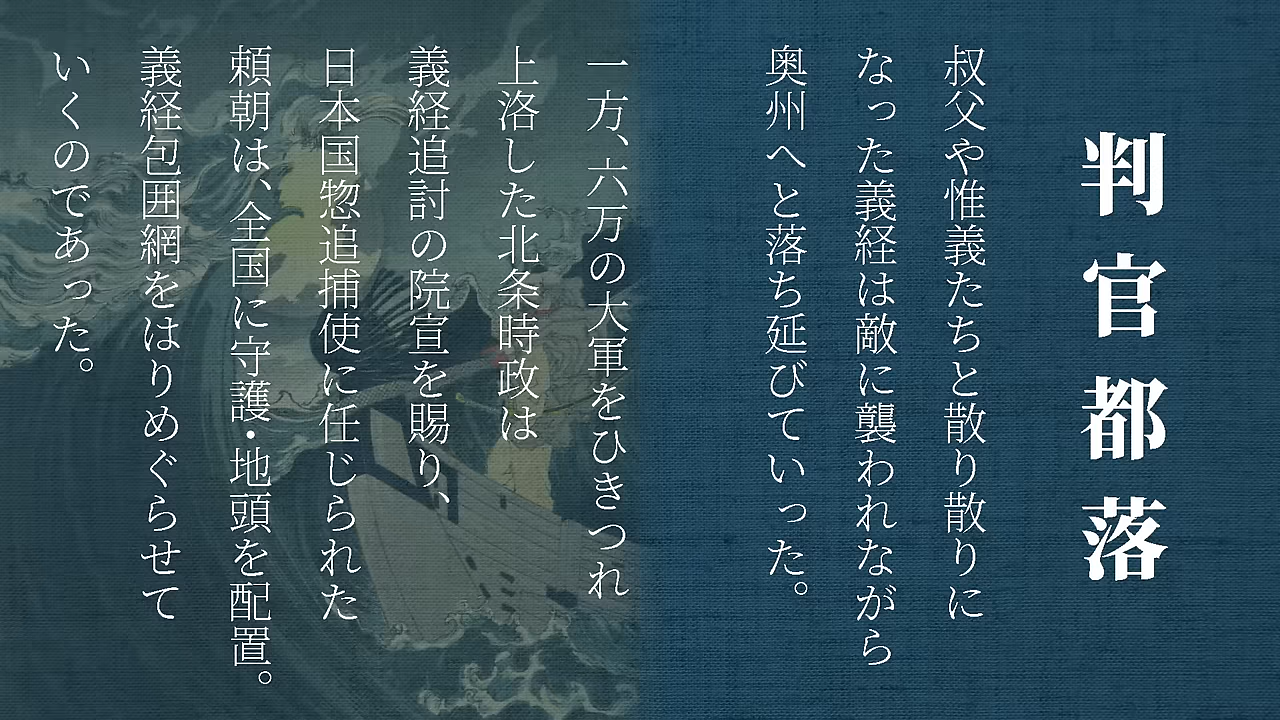 判官都落
叔父や惟義たちと散り散りに
なった義経は敵に襲われながら
奥州へと落ち延びていった。
一方、六万の大軍をひきつれ
上洛した北条時政は
義経追討の院宣を賜り、
日本国惣追捕使に任じられた
頼朝は、全国に守護・地頭を配置。
義経包囲網をはりめぐらせて
いくのであった。